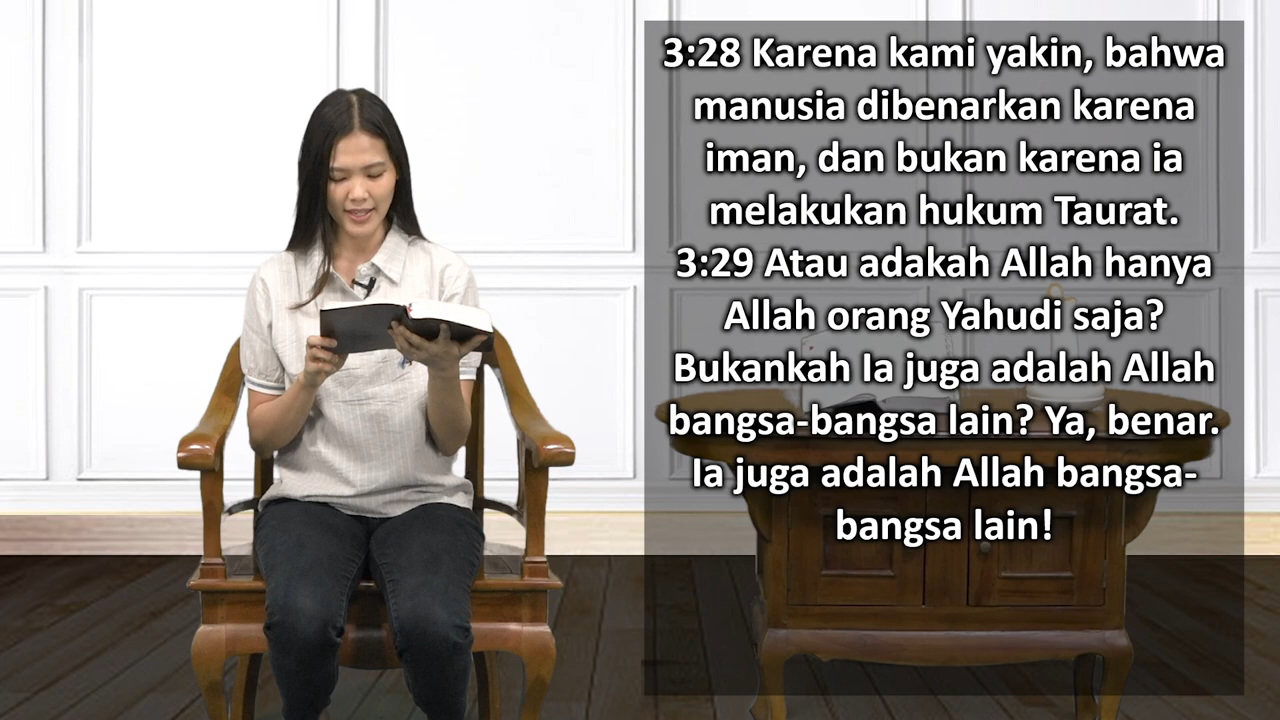 3:28 Karena kami yakin, bahwa
manusia dibenarkan karena
iman, dan bukan karena ia
melakukan hukum Taurat.
3:29 Atau adakah Allah hanya
Allah orang Yahudi saja?
Bukankah Ia juga adalah Allah
bangsa-bangsa lain? Ya, benar.
Ia juga adalah Allah bangsa-
bangsa lain!